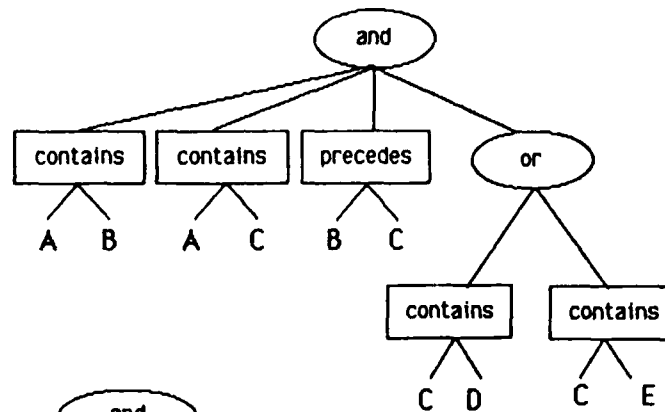 and
contains contains precedes or
A B A C B C
contains contains
C D C E
and